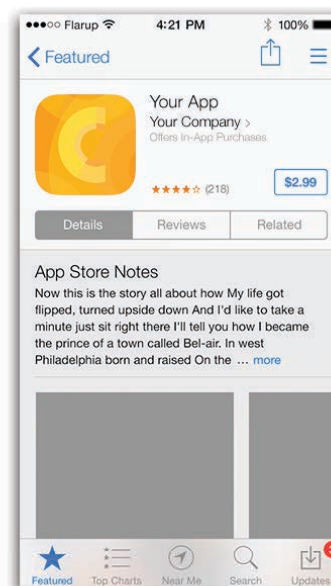 Flarup 4:21 PM 100%
Featured
Your App
Your Company >
Offers In-App Purchases
(218) $2.99
Details Reviews Related
App Store Notes
Now this is the story all about how My life got
flipped, turned upside down And I'd like to take a
minute just sit right there I'll tell you how I became
the prince of a town called Bel-air. In west
Philadelphia born and raised On the ... more
Featured Top Charts Near Me Search Updates